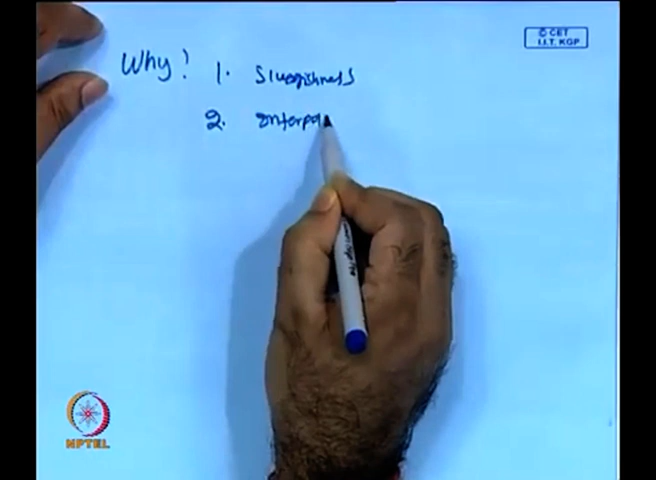 © CET
I.I.T. KGP
Why? 1. Sluggishness
2. Interpo
NPTEL